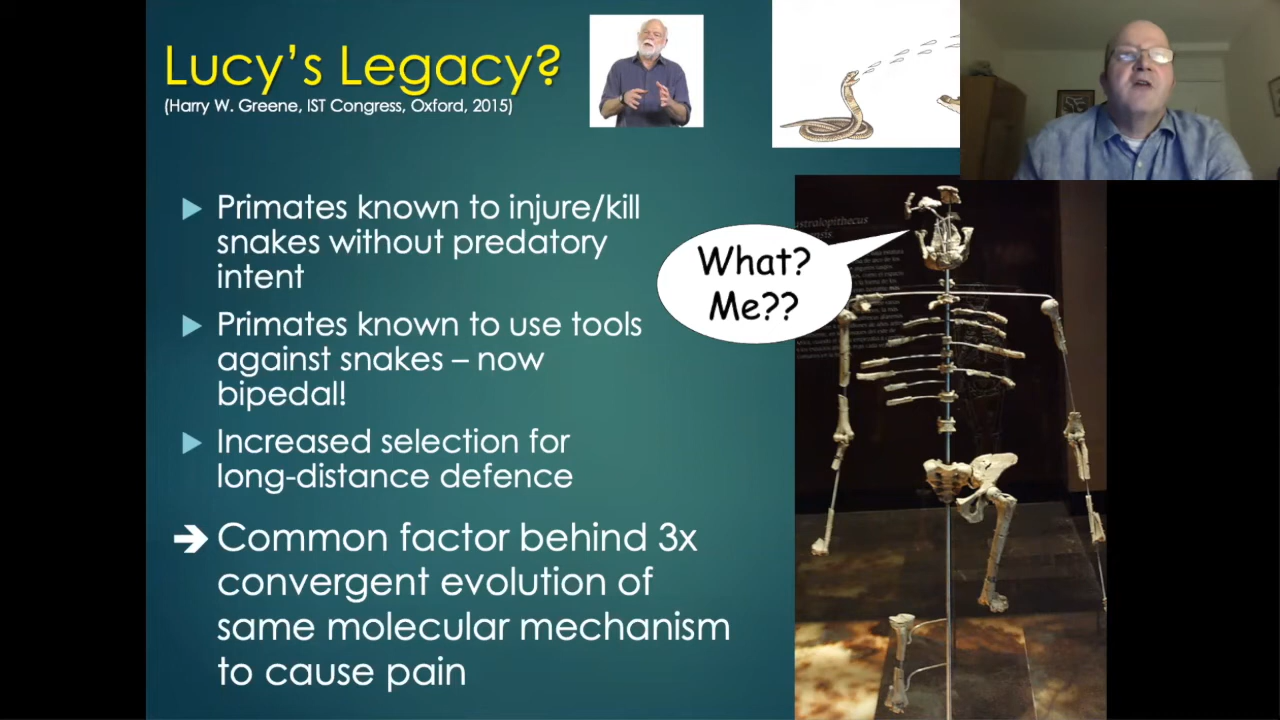 Lucy's Legacy?
(Harry W. Greene, IST Congress, Oxford, 2015)
Primates known to injure/kill
snakes without predatory
intent
Primates known to use tools
against snakes – now
bipedal!
Increased selection for
long-distance defence
➔ Common factor behind 3x
convergent evolution of
same molecular mechanism
to cause pain
What?
Me??